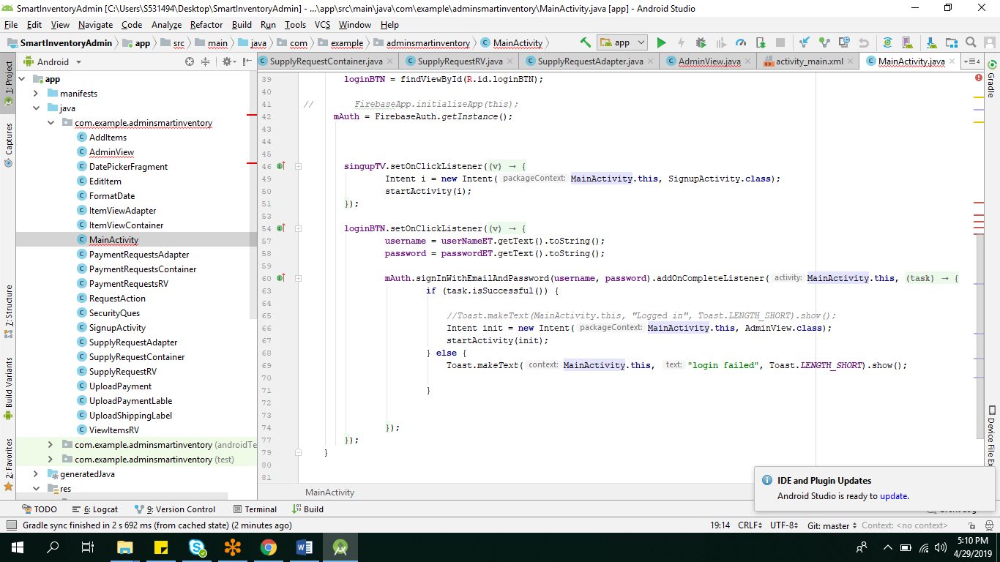 SmartInventoryAdmin [C:\Users\S531494\Desktop\SmartInventoryAdmin] - ...\app\src\main\java\com\example\adminsmartinventory\MainActivity.java [app] - Android Studio
File Edit View Navigate Code Analyze Refactor Build Run Tools VCS Window Help
SmartInventoryAdmin app src main java com example adminsmartinventory MainActivity app
1: Project
Captures
7: Structure
Build Variants
2: Favorites
Android
SupplyRequestContainer.java SupplyRequestRV.java SupplyRequestAdapter.java AdminView.java activity_main.xml MainActivity.java 4
app
manifests
java
com.example.adminsmartinventory
AddItems
AdminView
DatePickerFragment
EditItem
FormatDate
ItemViewAdapter
ItemViewContainer
MainActivity
PaymentRequestsAdapter
PaymentRequestsContainer
PaymentRequestsRV
RequestAction
SecurityQues
SignupActivity
SupplyRequestAdapter
SupplyRequestContainer
SupplyRequestRV
UploadPayment
UploadPaymentLable
UploadShippingLabel
ViewItemsRV
com.example.adminsmartinventory (androidTe
com.example.adminsmartinventory (test)
generatedJava
res
39 loginBTN = findViewById(R.id.loginBTN);
40
41 // FirebaseApp.initializeApp(this);
42 mAuth = FirebaseAuth.getInstance();
43
44
45
46 singupTV.setOnClickListener((v) → {
49 Intent i = new Intent( packageContext: MainActivity.this, SignupActivity.class);
50 startActivity(i);
51 });
53
54 loginBTN.setOnClickListener((v) → {
57 username = userNameET.getText().toString();
58 password = passwordET.getText().toString();
59
60 mAuth.signInWithEmailAndPassword(username, password).addOnCompleteListener( activity: MainActivity.this, (task) → {
63 if (task.isSuccessful()) {
64
65 //Toast.makeText(MainActivity.this, "Logged in", Toast.LENGTH_SHORT).show();
66 Intent init = new Intent( packageContext: MainActivity.this, AdminView.class);
67 startActivity(init);
68 } else {
69 Toast.makeText( context: MainActivity.this, text: "login failed", Toast.LENGTH_SHORT).show();
70
71 }
72
73
74 });
77 });
79 }
80
81
MainActivity
Gradle
Device File Ex
IDE and Plugin Updates
Android Studio is ready to update.
TODO 6: Logcat 9: Version Control Terminal Build
Gradle sync finished in 2 s 692 ms (from cached state) (2 minutes ago) 19:14 CRLF UTF-8 Git: master Context: <no context>
5:10 PM
4/29/2019